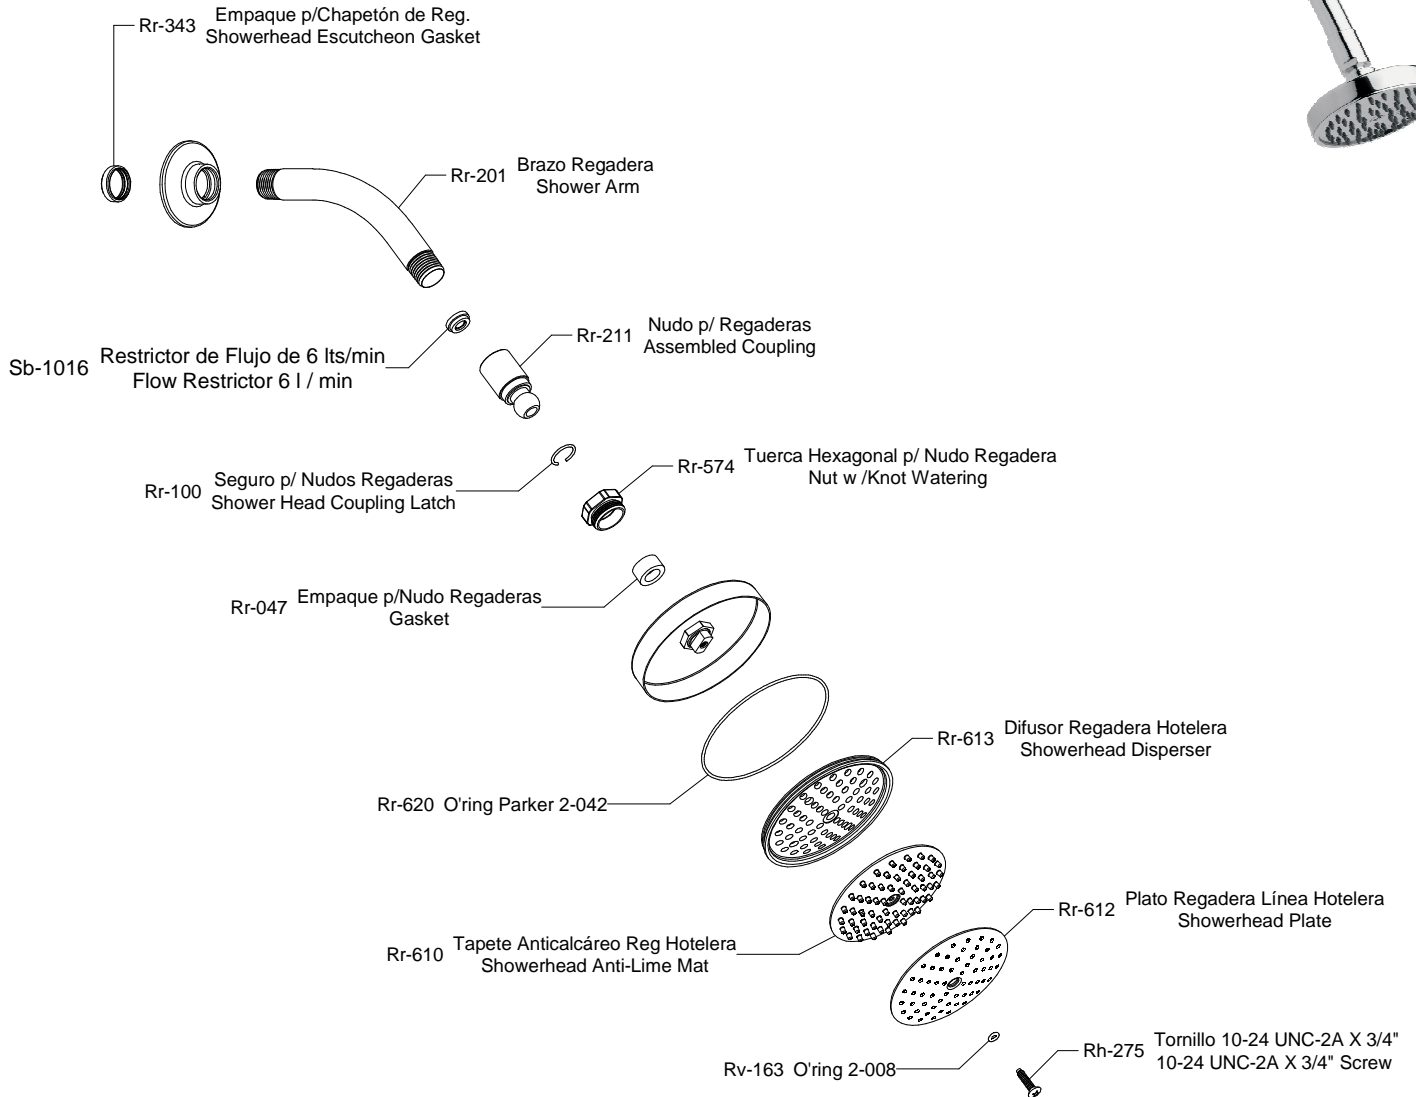 Rr-343
Empaque p/Chapetón de Reg.
Showerhead Escutcheon Gasket
Rr-201
Brazo Regadera
Shower Arm
Sb-1016
Restrictor de Flujo de 6 lts/min
Flow Restrictor 6 l / min
Rr-211
Nudo p/ Regaderas
Assembled Coupling
Rr-100
Seguro p/ Nudos Regaderas
Shower Head Coupling Latch
Rr-574
Tuerca Hexagonal p/ Nudo Regadera
Nut w /Knot Watering
Rr-047
Empaque p/Nudo Regaderas
Gasket
Rr-613
Difusor Regadera Hotelera
Showerhead Disperser
Rr-620 O'ring Parker 2-042
Rr-612
Plato Regadera Línea Hotelera
Showerhead Plate
Rr-610
Tapete Anticalcáreo Reg Hotelera
Showerhead Anti-Lime Mat
Rv-163 O'ring 2-008
Rh-275
Tornillo 10-24 UNC-2A X 3/4"
10-24 UNC-2A X 3/4" Screw